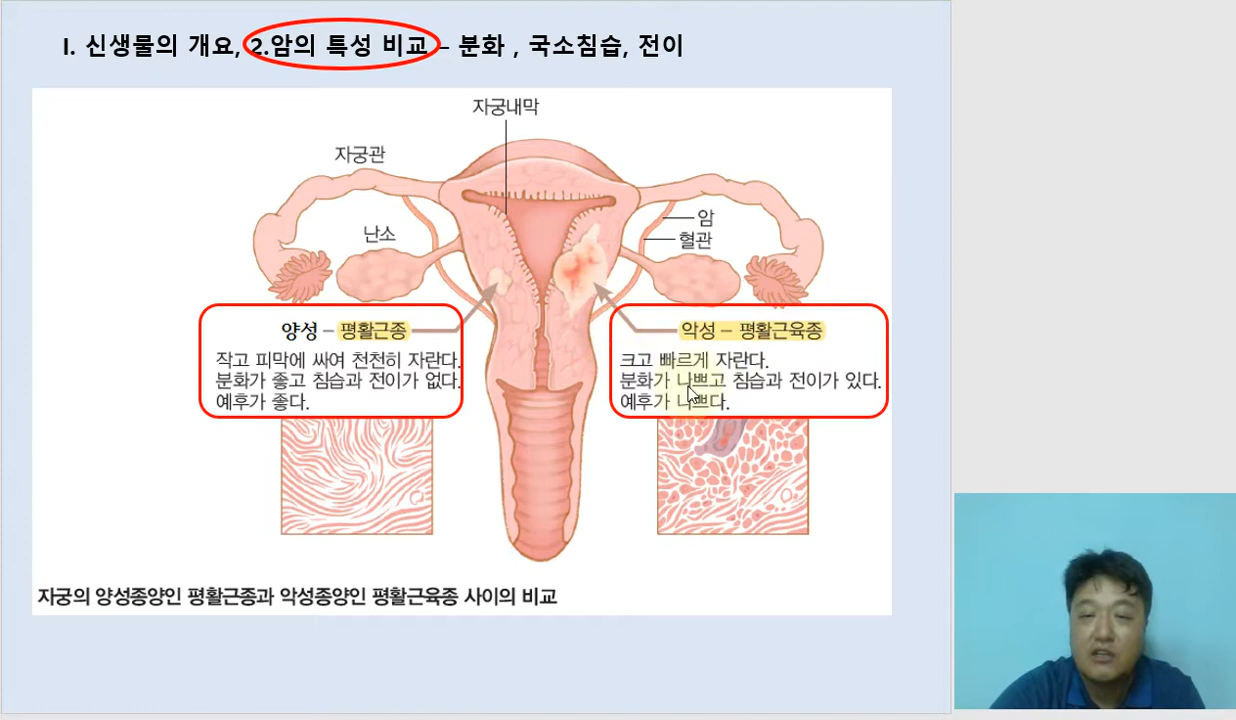 I. 신생물의 개요, 2.암의 특성 비교 – 분화 , 국소침습, 전이
자궁내막
자궁관
암
난소
혈관
양성 – 평활근종
작고 피막에 싸여 천천히 자란다.
분화가 좋고 침습과 전이가 없다.
예후가 좋다.
악성 – 평활근육종
크고 빠르게 자란다.
분화가 나쁘고 침습과 전이가 있다.
예후가 나쁘다.
자궁의 양성종양인 평활근종과 악성종양인 평활근육종 사이의 비교